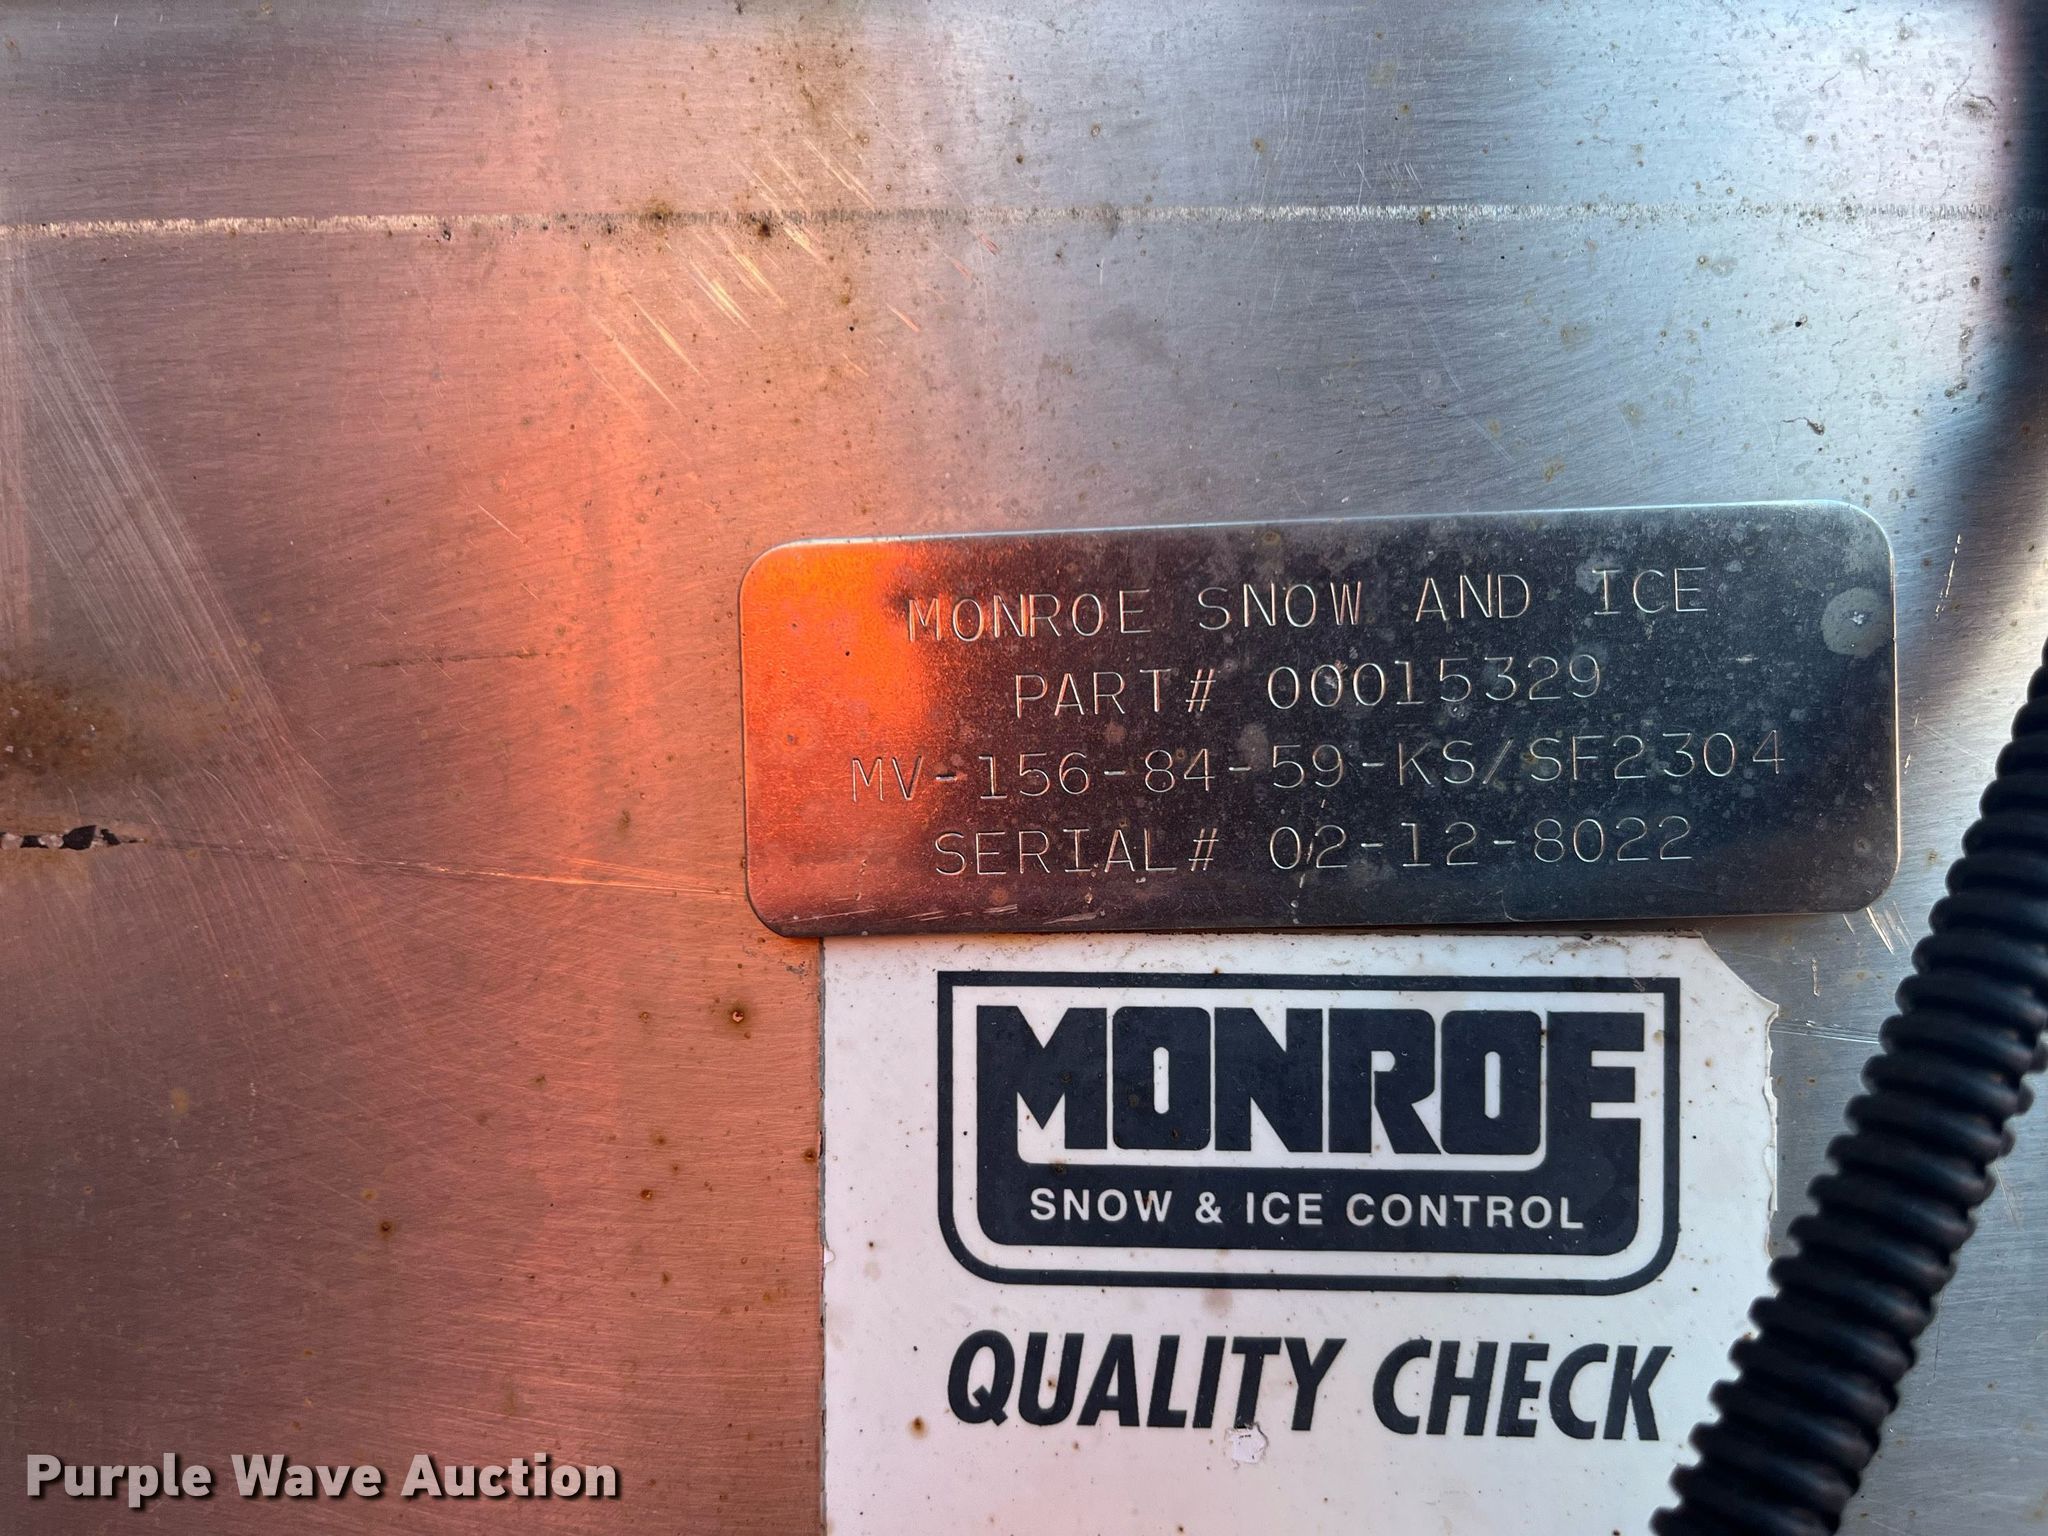 MONROE SNOW AND ICE
PART# 00015329
MV-156-84-59-KS/SF2304
SERIAL# 02-12-8022
MONROE
SNOW & ICE CONTROL
QUALITY CHECK
Purple Wave Auction